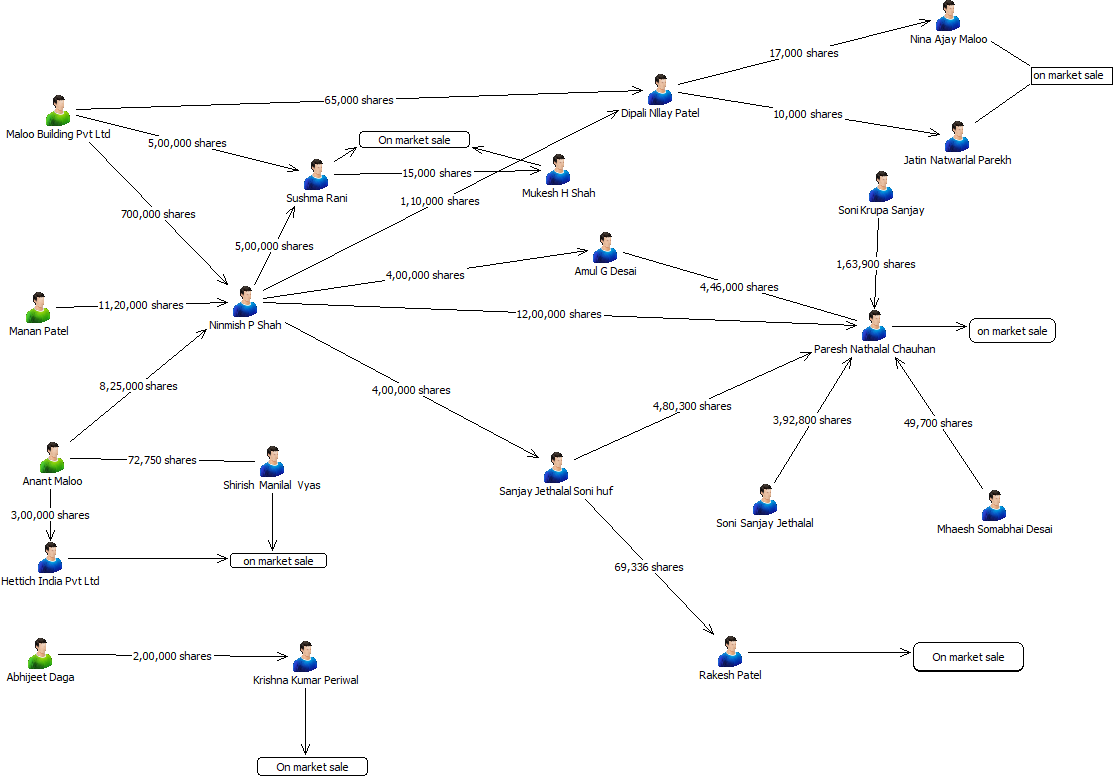 Nina Ajay Maloo
17,000 shares
on market sale
65,000 shares
Dipali Nllay Patel
10,000 shares
Maloo Building Pvt Ltd
5,00,000 shares
On market sale
Jatin Natwarlal Parekh
15,000 shares
Sushma Rani
Mukesh H Shah
1,10,000 shares
Soni Krupa Sanjay
700,000 shares
5,00,000 shares
1,63,900 shares
4,00,000 shares
Amul G Desai
4,46,000 shares
11,20,000 shares
12,00,000 shares
Manan Patel
Ninmish P Shah
on market sale
Paresh Nathalal Chauhan
8,25,000 shares
4,00,000 shares
4,80,300 shares
3,92,800 shares
49,700 shares
72,750 shares
Anant Maloo
Shirish Manilal Vyas
Sanjay Jethalal Soni huf
3,00,000 shares
Soni Sanjay Jethalal
Mhaesh Somabhai Desai
on market sale
Hettich India Pvt Ltd
69,336 shares
2,00,000 shares
On market sale
Abhijeet Daga
Krishna Kumar Periwal
Rakesh Patel
On market sale